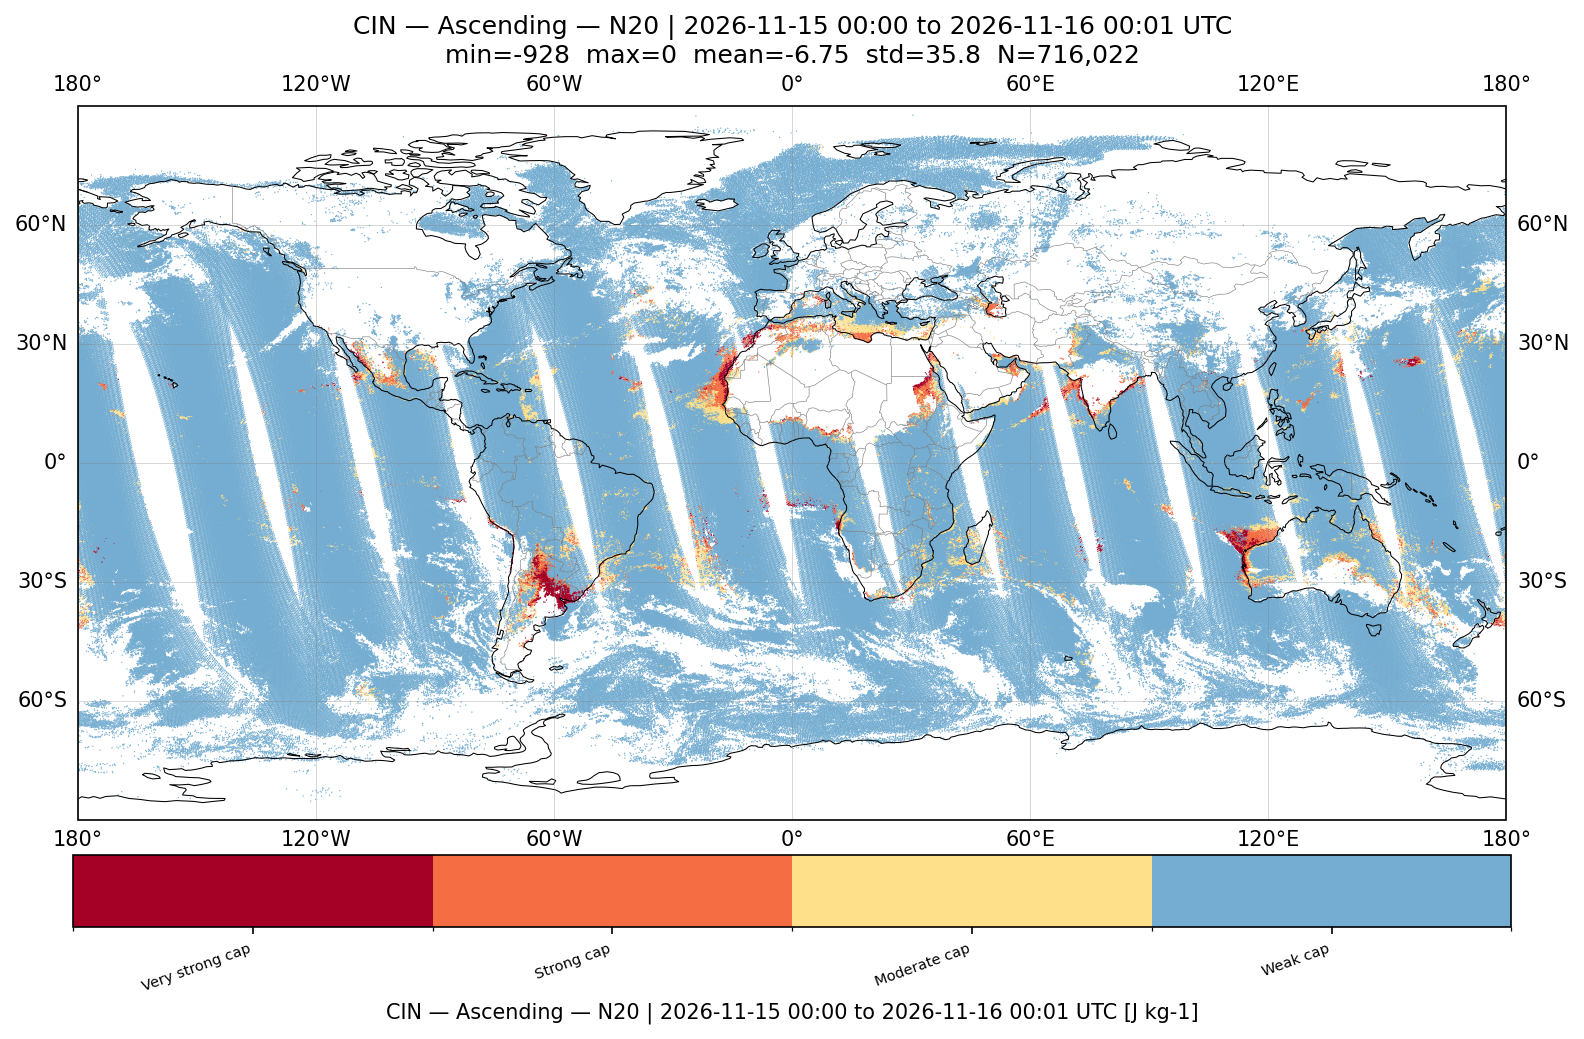 CIN — Ascending — N20 | 2026-11-15 00:00 to 2026-11-16 00:01 UTC
min=-928 max=0 mean=-6.75 std=35.8 N=716,022
180° 120°W 60°W 0° 60°E 120°E 180°
60°N 60°N
30°N 30°N
0° 0°
30°S 30°S
60°S 60°S
180° 120°W 60°W 0° 60°E 120°E 180°
Very strong cap Strong cap Moderate cap Weak cap
CIN — Ascending — N20 | 2026-11-15 00:00 to 2026-11-16 00:01 UTC [J kg-1]